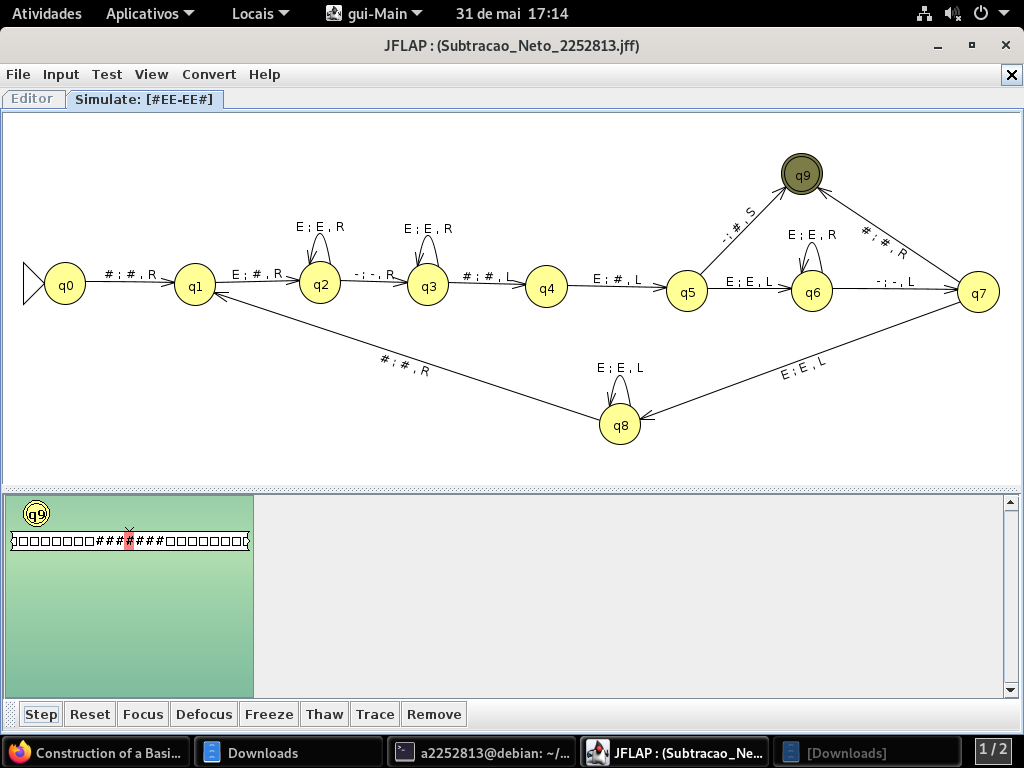 Atividades Aplicativos Locais gui-Main 31 de mai 17:14
JFLAP : (Subtracao_Neto_2252813.jff)
File Input Test View Convert Help
Editor Simulate: [#EE-EE#]
q9
-;#,S
#;#,R
E;E,R E;E,R E;E,R
q0 #;#,R q1 E;#,R q2 -;-,R q3 #;#,L q4 E;#,L q5 E;E,L q6 -;-,L q7
#;#,R E;E,L E;E,L
q8
q9
#######
Step Reset Focus Defocus Freeze Thaw Trace Remove
Construction of a Basi... Downloads a2252813@debian: ~/... JFLAP : (Subtracao_Ne... [Downloads] 1 / 2